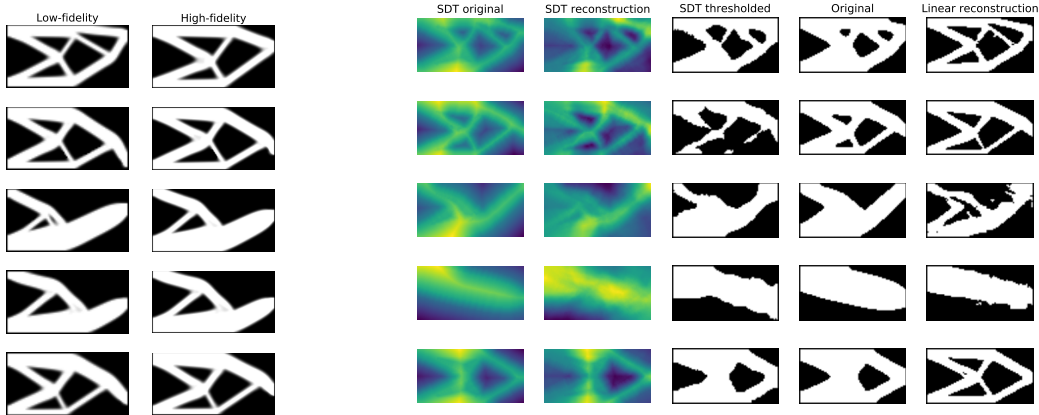 Low-fidelity
High-fidelity
SDT original
SDT reconstruction
SDT thresholded
Original
Linear reconstruction